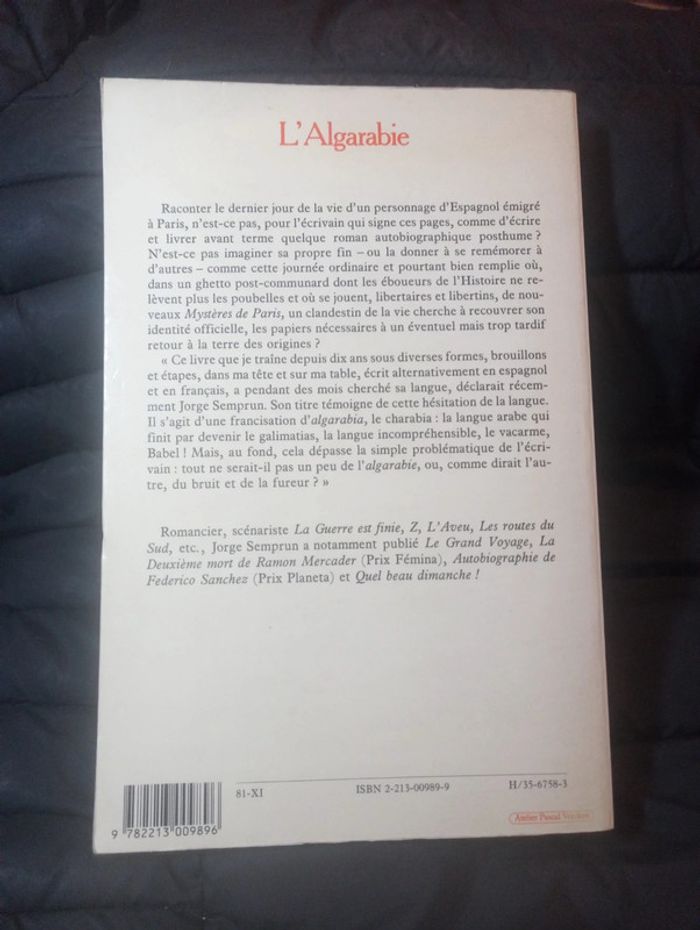 L'Algarabie
Raconter le dernier jour de la vie d'un personnage d'Espagnol émigré
à Paris, n'est-ce pas, pour l'écrivain qui signe ces pages, comme d'écrire
et livrer avant terme quelque roman autobiographique posthume ?
N'est-ce pas imaginer sa propre fin – ou la donner à se remémorer à
d'autres – comme cette journée ordinaire et pourtant bien remplie où,
dans un ghetto post-communard dont les éboueurs de l'Histoire ne re-
lèvent plus les poubelles et où se jouent, libertaires et libertins, de nou-
veaux Mystères de Paris, un clandestin de la vie cherche à recouvrer son
identité officielle, les papiers nécessaires à un éventuel mais trop tardif
retour à la terre des origines ?
« Ce livre que je traîne depuis dix ans sous diverses formes, brouillons
et étapes, dans ma tête et sur ma table, écrit alternativement en espagnol
et en français, a pendant des mois cherché sa langue, déclarait récem-
ment Jorge Semprun. Son titre témoigne de cette hésitation de la langue.
Il s'agit d'une francisation d'algarabia, le charabia : la langue arabe qui
finit par devenir le galimatias, la langue incompréhensible, le vacarme,
Babel ! Mais, au fond, cela dépasse la simple problématique de l'écri-
vain : tout ne serait-il pas un peu de l'algarabie, ou, comme dirait l'au-
tre, du bruit et de la fureur ? »
Romancier, scénariste La Guerre est finie, Z, L'Aveu, Les routes du
Sud, etc., Jorge Semprun a notamment publié Le Grand Voyage, La
Deuxième mort de Ramon Mercader (Prix Fémina), Autobiographie de
Federico Sanchez (Prix Planeta) et Quel beau dimanche !
81-XI ISBN 2-213-00989-9 H/35-6758-3
9 782213 009896
Atelier Pascal